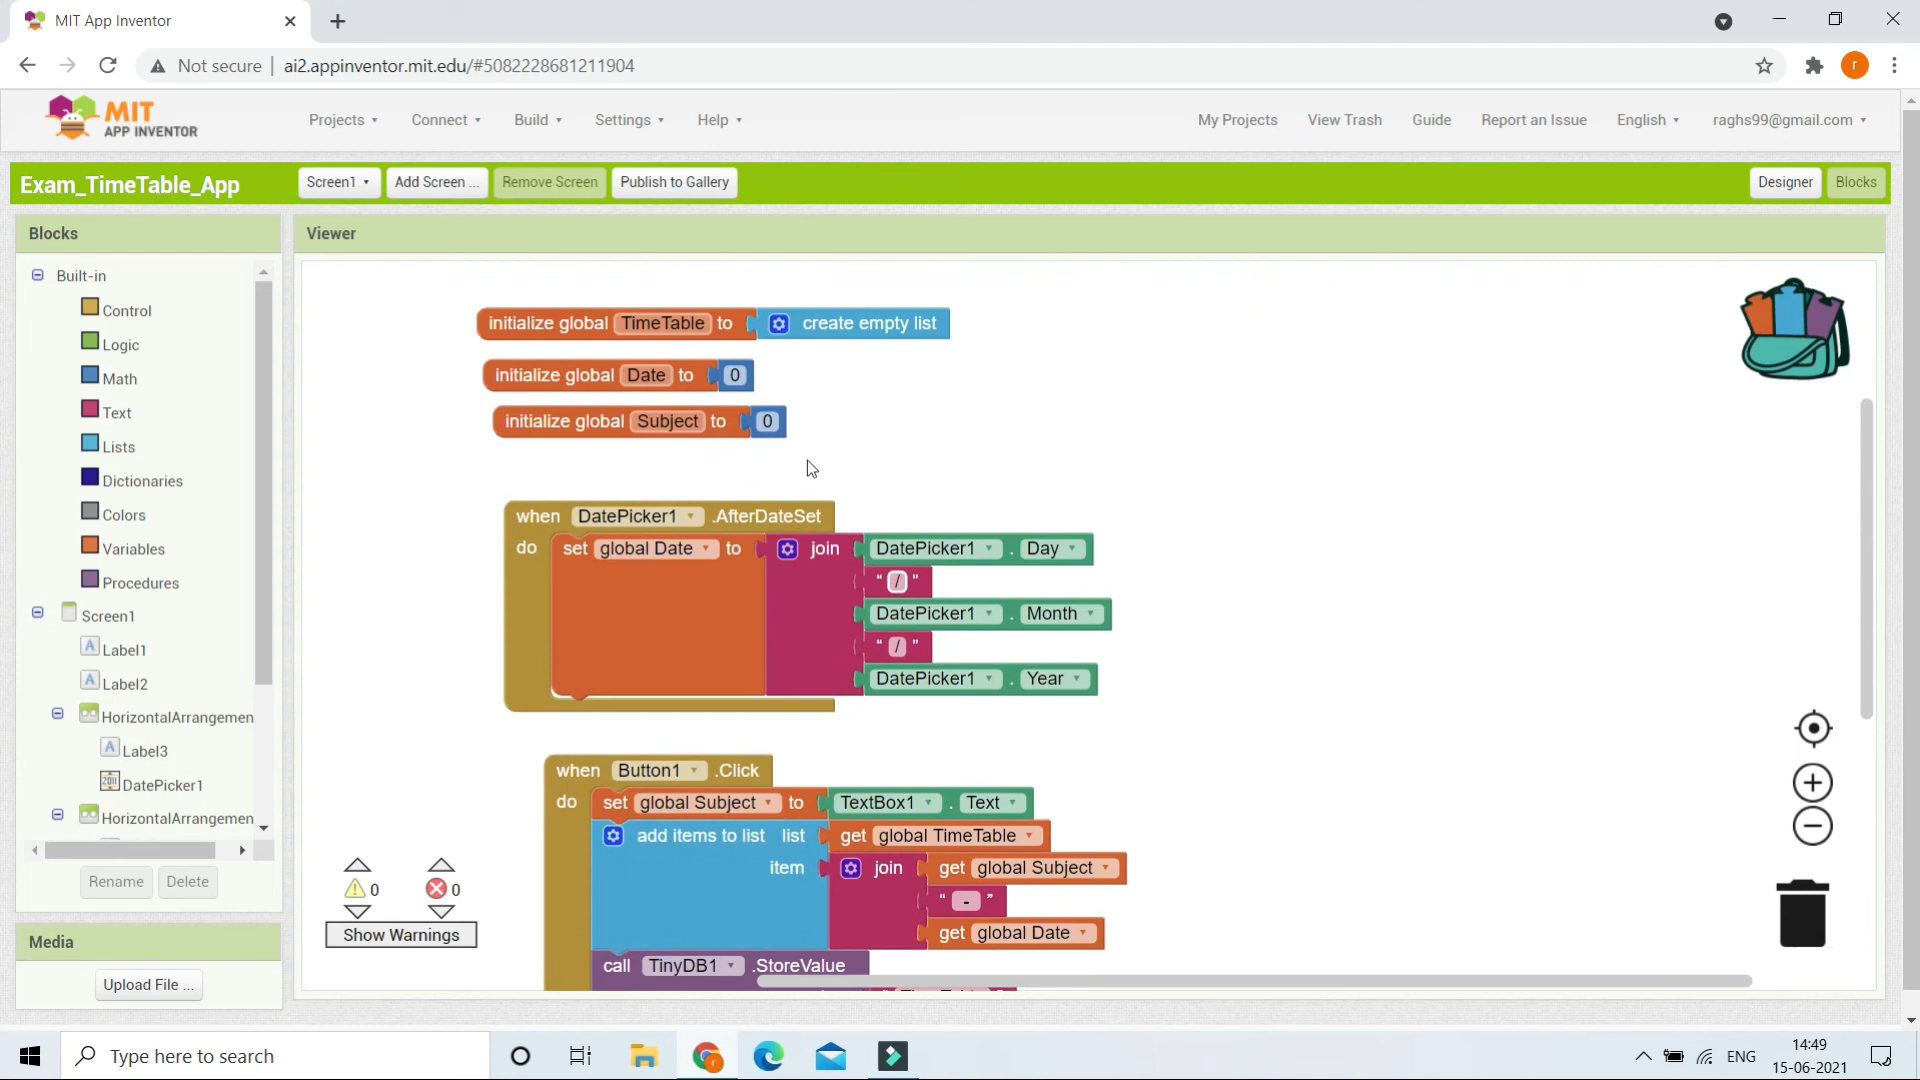 MIT App Inventor
Not secure | ai2.appinventor.mit.edu/#5082228681211904
r
MIT
APP INVENTOR
Projects Connect Build Settings Help My Projects View Trash Guide Report an Issue English raghs99@gmail.com
Exam_TimeTable_App Screen1 Add Screen ... Remove Screen Publish to Gallery Designer Blocks
Blocks
Viewer
Built-in
Control
Logic
Math
Text
Lists
Dictionaries
Colors
Variables
Procedures
Screen1
Label1
Label2
HorizontalArrangemen
Label3
DatePicker1
HorizontalArrangemen
Rename Delete
Media
Upload File ...
initialize global TimeTable to create empty list
initialize global Date to 0
initialize global Subject to 0
when DatePicker1 .AfterDateSet
do set global Date to join DatePicker1 . Day
“ / ”
DatePicker1 . Month
“ / ”
DatePicker1 . Year
when Button1 .Click
do set global Subject to TextBox1 . Text
add items to list list get global TimeTable
item join get global Subject
“ - ”
get global Date
call TinyDB1 .StoreValue
0 0
Show Warnings
Type here to search
ENG
14:49
15-06-2021